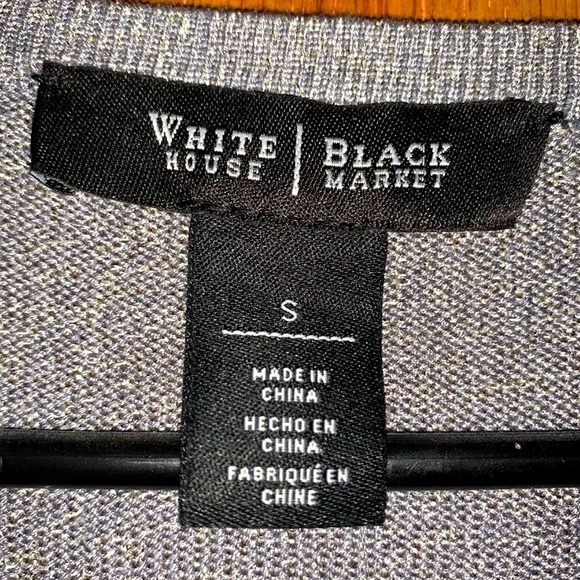 WHITE HOUSE | BLACK MARKET
S
MADE IN
CHINA
HECHO EN
CHINA
FABRIQUÉ EN
CHINE